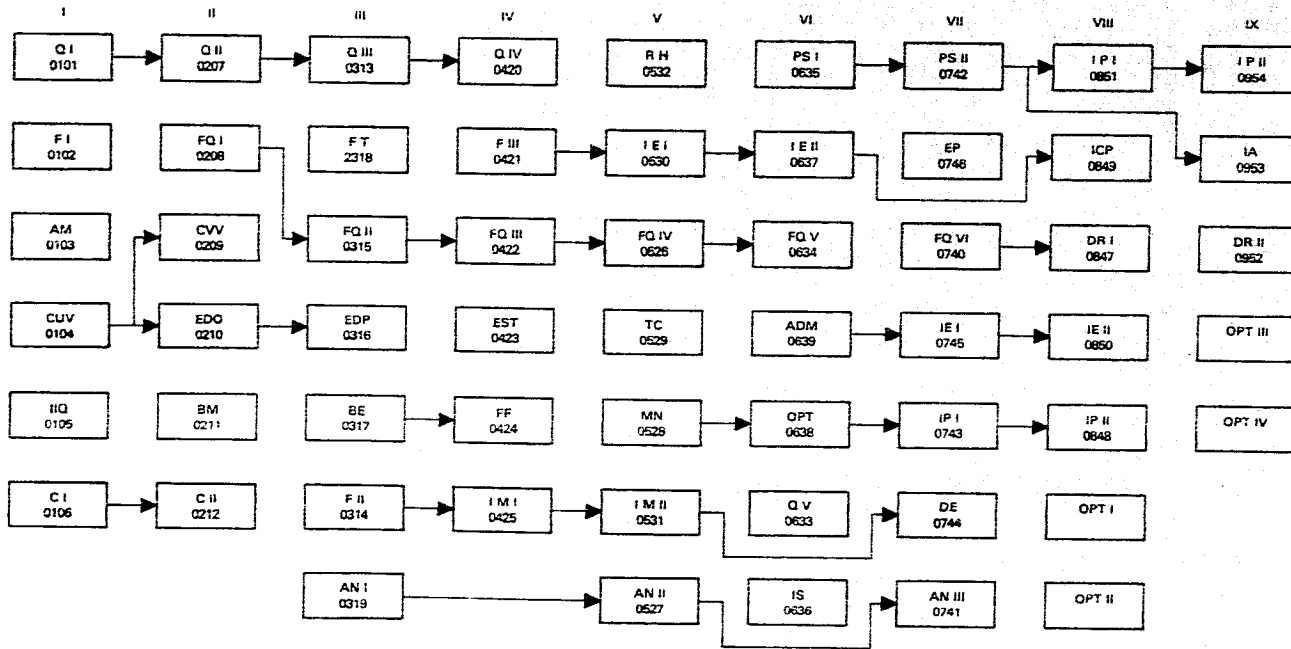 I II III IV V VI VII VIII IX
Q I Q II Q III Q IV R H PS I PS II I P I I P II
0101 0207 0313 0420 0532 0635 0742 0851 0954
F I FQ I F T F III I E I I E II EP ICP IA
0102 0208 2318 0421 0530 0637 0746 0849 0953
AM CVV FQ II FQ III FQ IV FQ V FQ VI DR I DR II
0103 0209 0315 0422 0526 0634 0740 0847 0952
CUV EDO EDP EST TC ADM IE I IE II OPT III
0104 0210 0316 0423 0529 0639 0745 0850
IIQ BM BE FF MN OPT IP I IP II OPT IV
0105 0211 0317 0424 0528 0638 0743 0848
C I C II F II I M I I M II Q V DE OPT I
0106 0212 0314 0425 0531 0633 0744
AN I AN II IS AN III OPT II
0319 0527 0636 0741